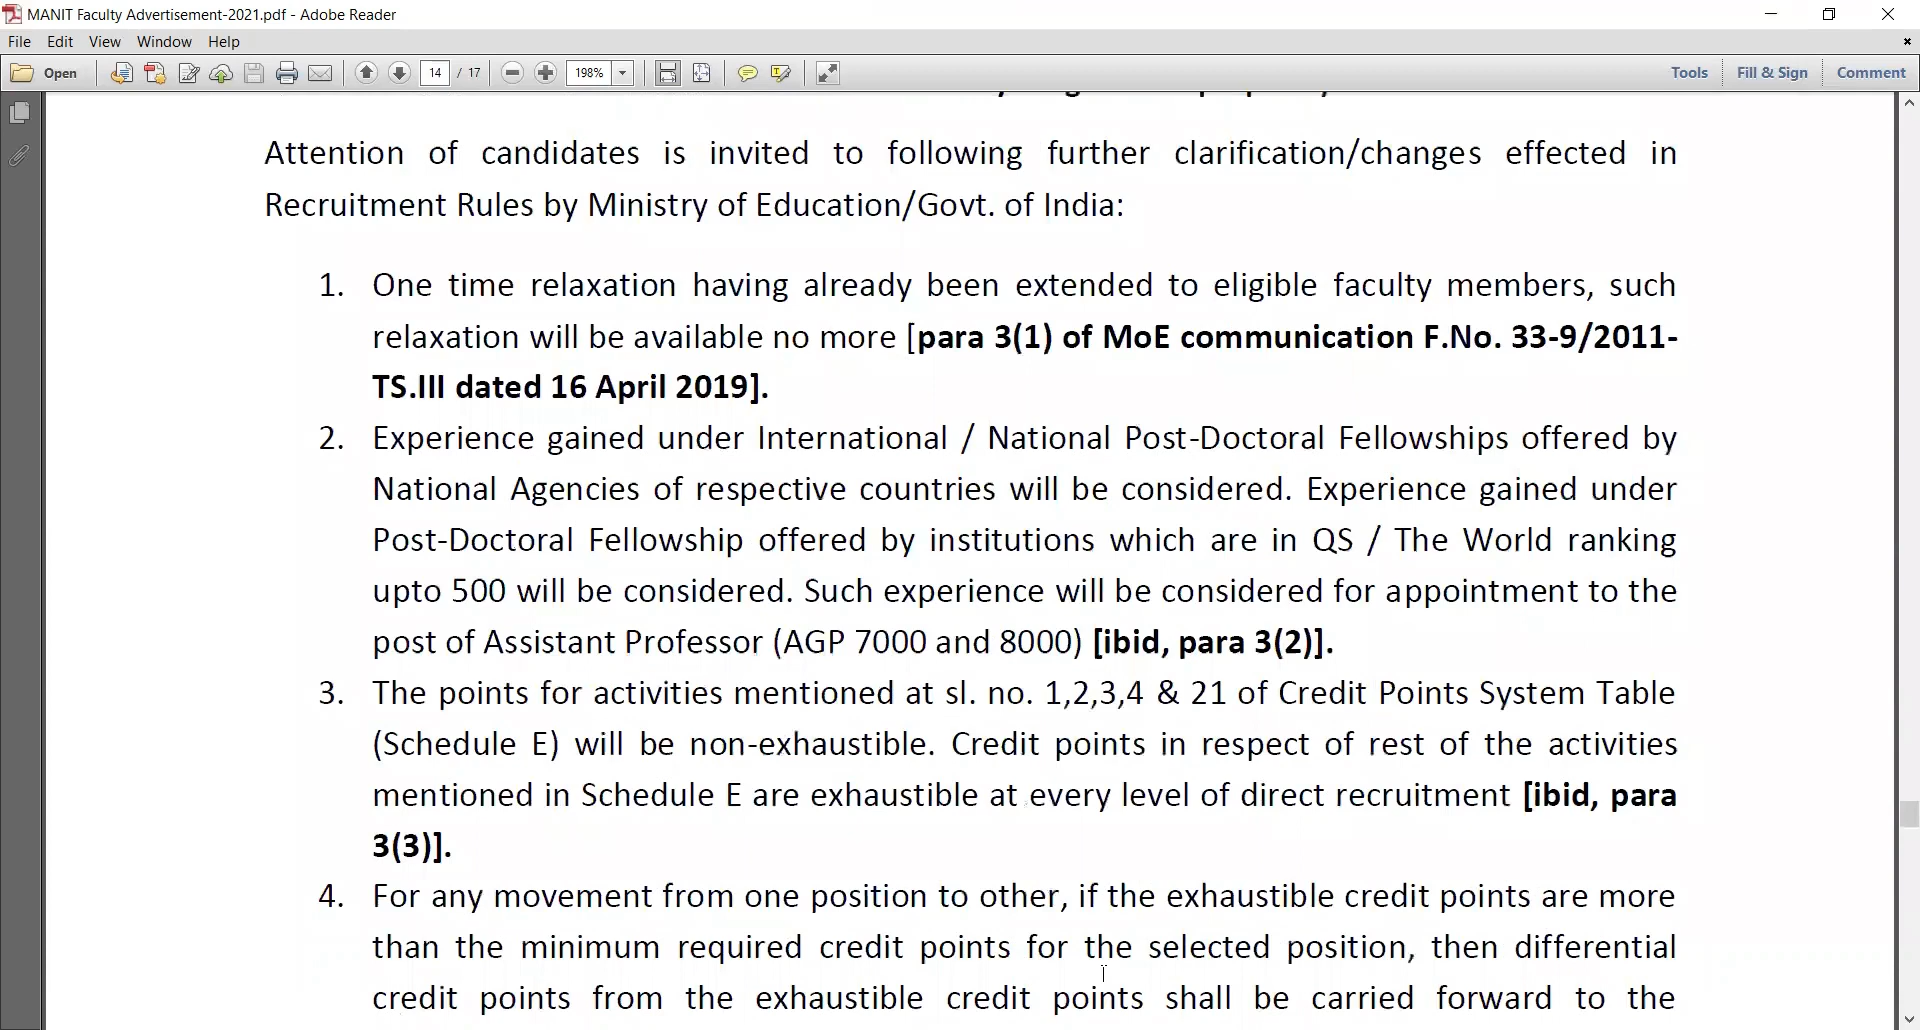 MANIT Faculty Advertisement-2021.pdf - Adobe Reader
File Edit View Window Help
Open 14 / 17 198% Tools Fill & Sign Comment
Attention of candidates is invited to following further clarification/changes effected in
Recruitment Rules by Ministry of Education/Govt. of India:
1. One time relaxation having already been extended to eligible faculty members, such
relaxation will be available no more [para 3(1) of MoE communication F.No. 33-9/2011-
TS.III dated 16 April 2019].
2. Experience gained under International / National Post-Doctoral Fellowships offered by
National Agencies of respective countries will be considered. Experience gained under
Post-Doctoral Fellowship offered by institutions which are in QS / The World ranking
upto 500 will be considered. Such experience will be considered for appointment to the
post of Assistant Professor (AGP 7000 and 8000) [ibid, para 3(2)].
3. The points for activities mentioned at sl. no. 1,2,3,4 & 21 of Credit Points System Table
(Schedule E) will be non-exhaustible. Credit points in respect of rest of the activities
mentioned in Schedule E are exhaustible at every level of direct recruitment [ibid, para
3(3)].
4. For any movement from one position to other, if the exhaustible credit points are more
than the minimum required credit points for the selected position, then differential
credit points from the exhaustible credit points shall be carried forward to the